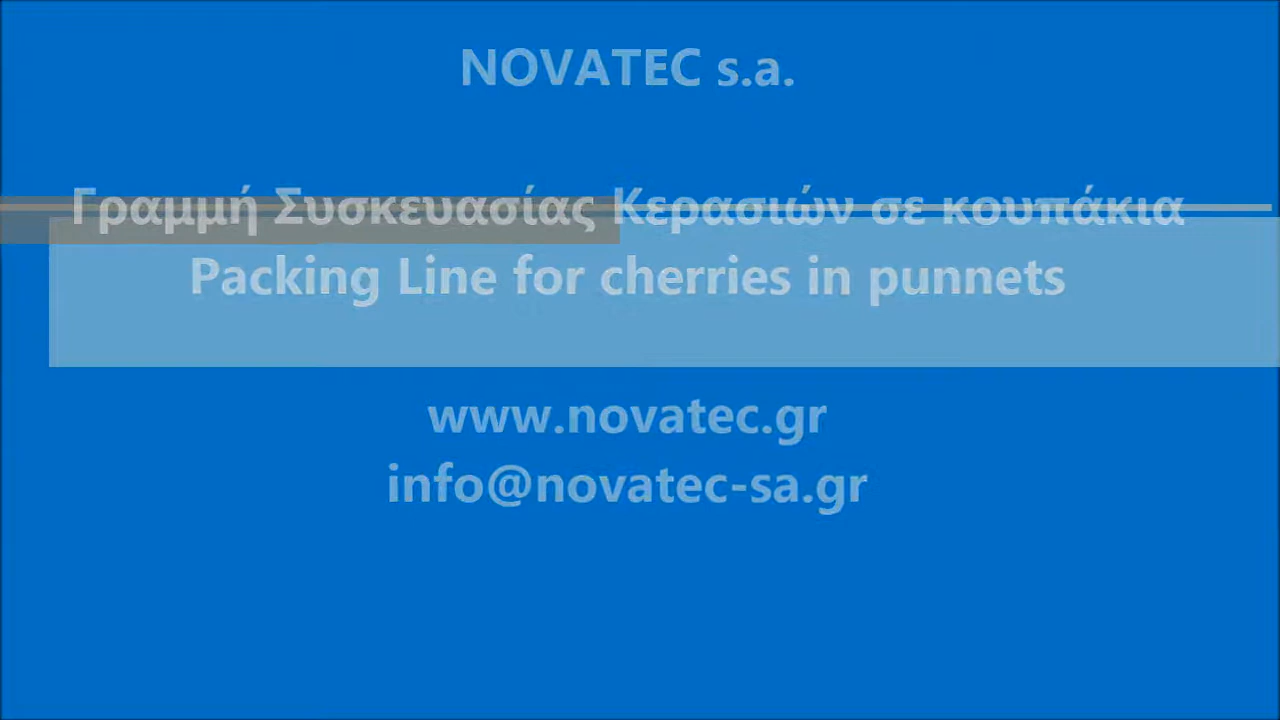 NOVATEC s.a.
Γραμμή Συσκευασίας Κερασιών σε κουπάκια
Packing Line for cherries in punnets
www.novatec.gr
info@novatec-sa.gr